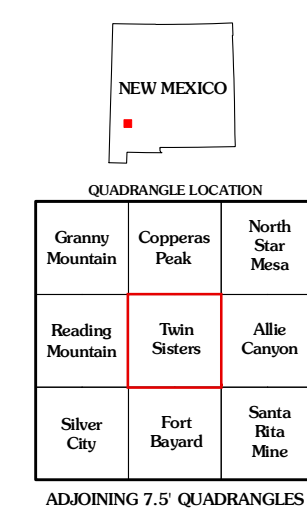 NEW MEXICO
QUADRANGLE LOCATION
Granny
Mountain
Copperas
Peak
North
Star
Mesa
Reading
Mountain
Twin
Sisters
Allie
Canyon
Silver
City
Fort
Bayard
Santa
Rita
Mine
ADJOINING 7.5' QUADRANGLES